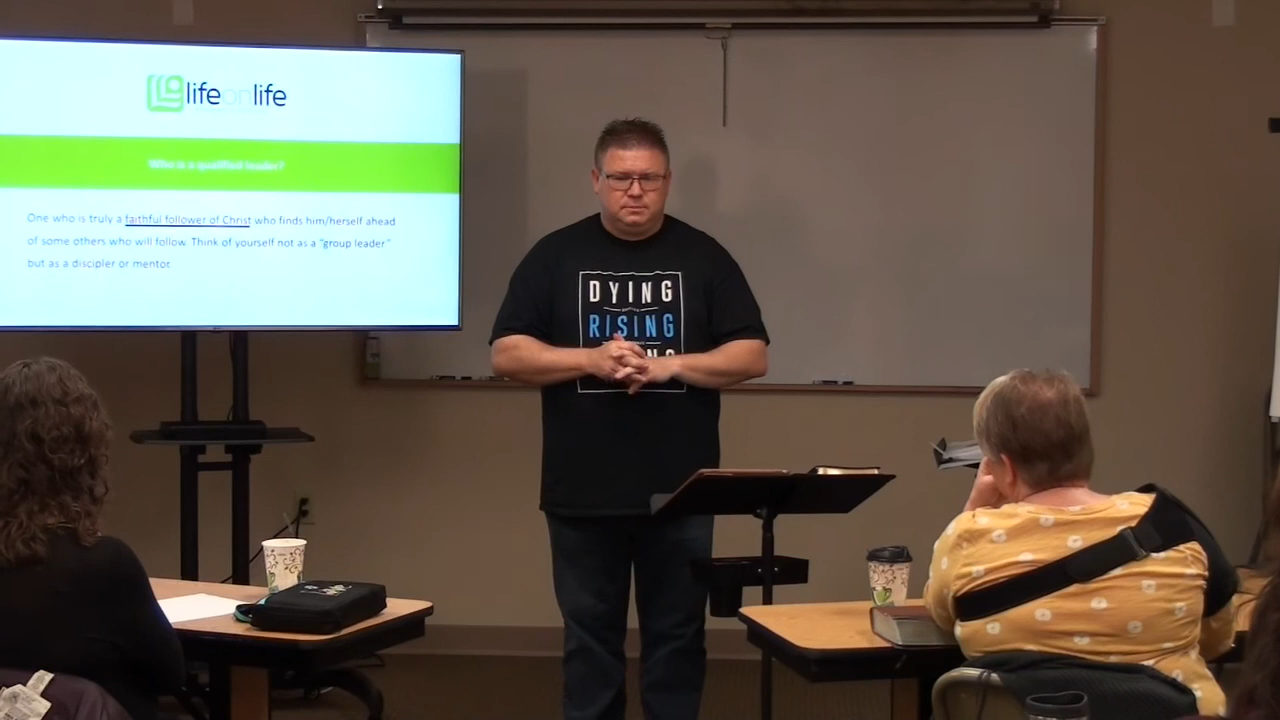 lifeonlife
Who is a qualified leader?
One who is truly a faithful follower of Christ who finds him/herself ahead
of some others who will follow. Think of yourself not as a "group leader"
but as a discipler or mentor
DYING
RISING